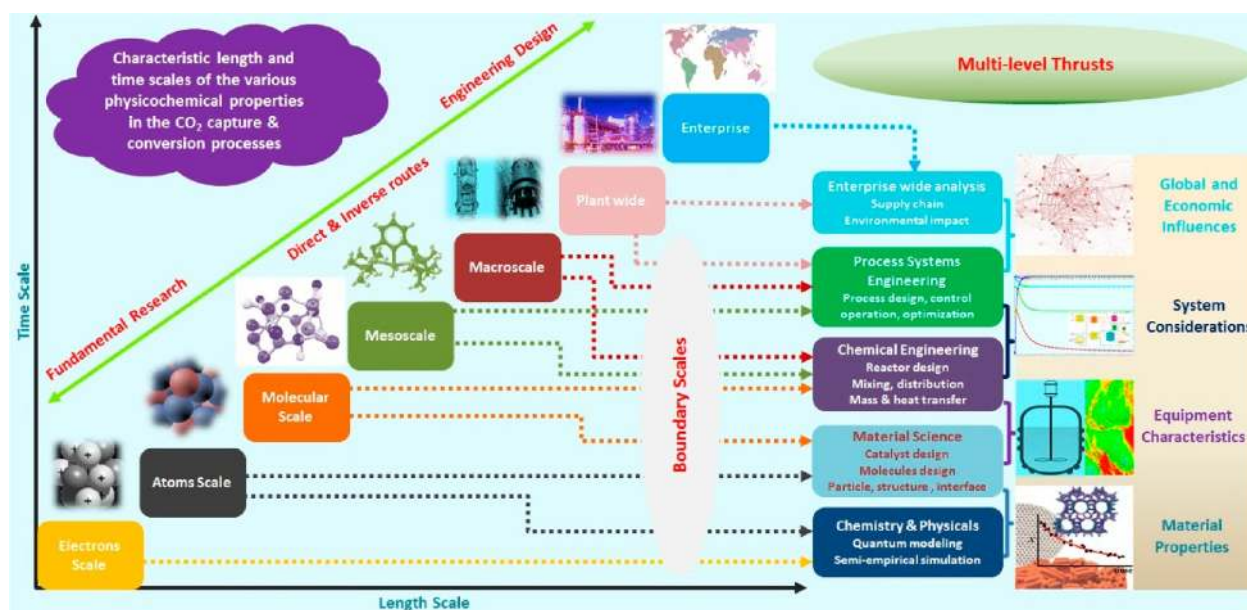 Characteristic length and
time scales of the various
physicochemical properties
in the CO₂ capture &
conversion processes
Fundamental Research
Direct & Inverse routes
Engineering Design
Time Scale
Length Scale
Electrons
Scale
Atoms Scale
Molecular
Scale
Mesoscale
Macroscale
Plant wide
Enterprise
Boundary Scales
Multi-level Thrusts
Enterprise wide analysis
Supply chain
Environmental impact
Process Systems
Engineering
Process design, control
operation, optimization
Chemical Engineering
Reactor design
Mixing, distribution
Mass & heat transfer
Material Science
Catalyst design
Molecules design
Particle, structure , interface
Chemistry & Physicals
Quantum modeling
Semi-empirical simulation
Global and
Economic
Influences
System
Considerations
Equipment
Characteristics
Material
Properties